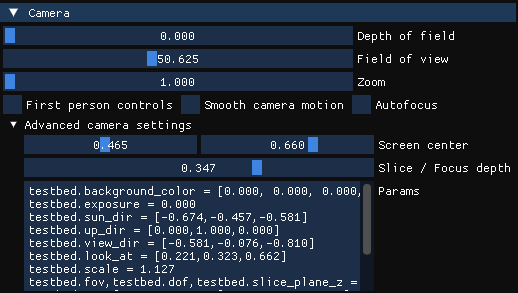 Camera
0.000 Depth of field
50.625 Field of view
1.000 Zoom
First person controls Smooth camera motion Autofocus
Advanced camera settings
0.465 0.660 Screen center
0.347 Slice / Focus depth
testbed.background_color = [0.000, 0.000, 0.000, Params
testbed.exposure = 0.000
testbed.sun_dir = [-0.674,-0.457,-0.581]
testbed.up_dir = [0.000,1.000,0.000]
testbed.view_dir = [-0.581,-0.076,-0.810]
testbed.look_at = [0.221,0.323,0.662]
testbed.scale = 1.127
testbed.fov,testbed.dof,testbed.slice_plane_z =